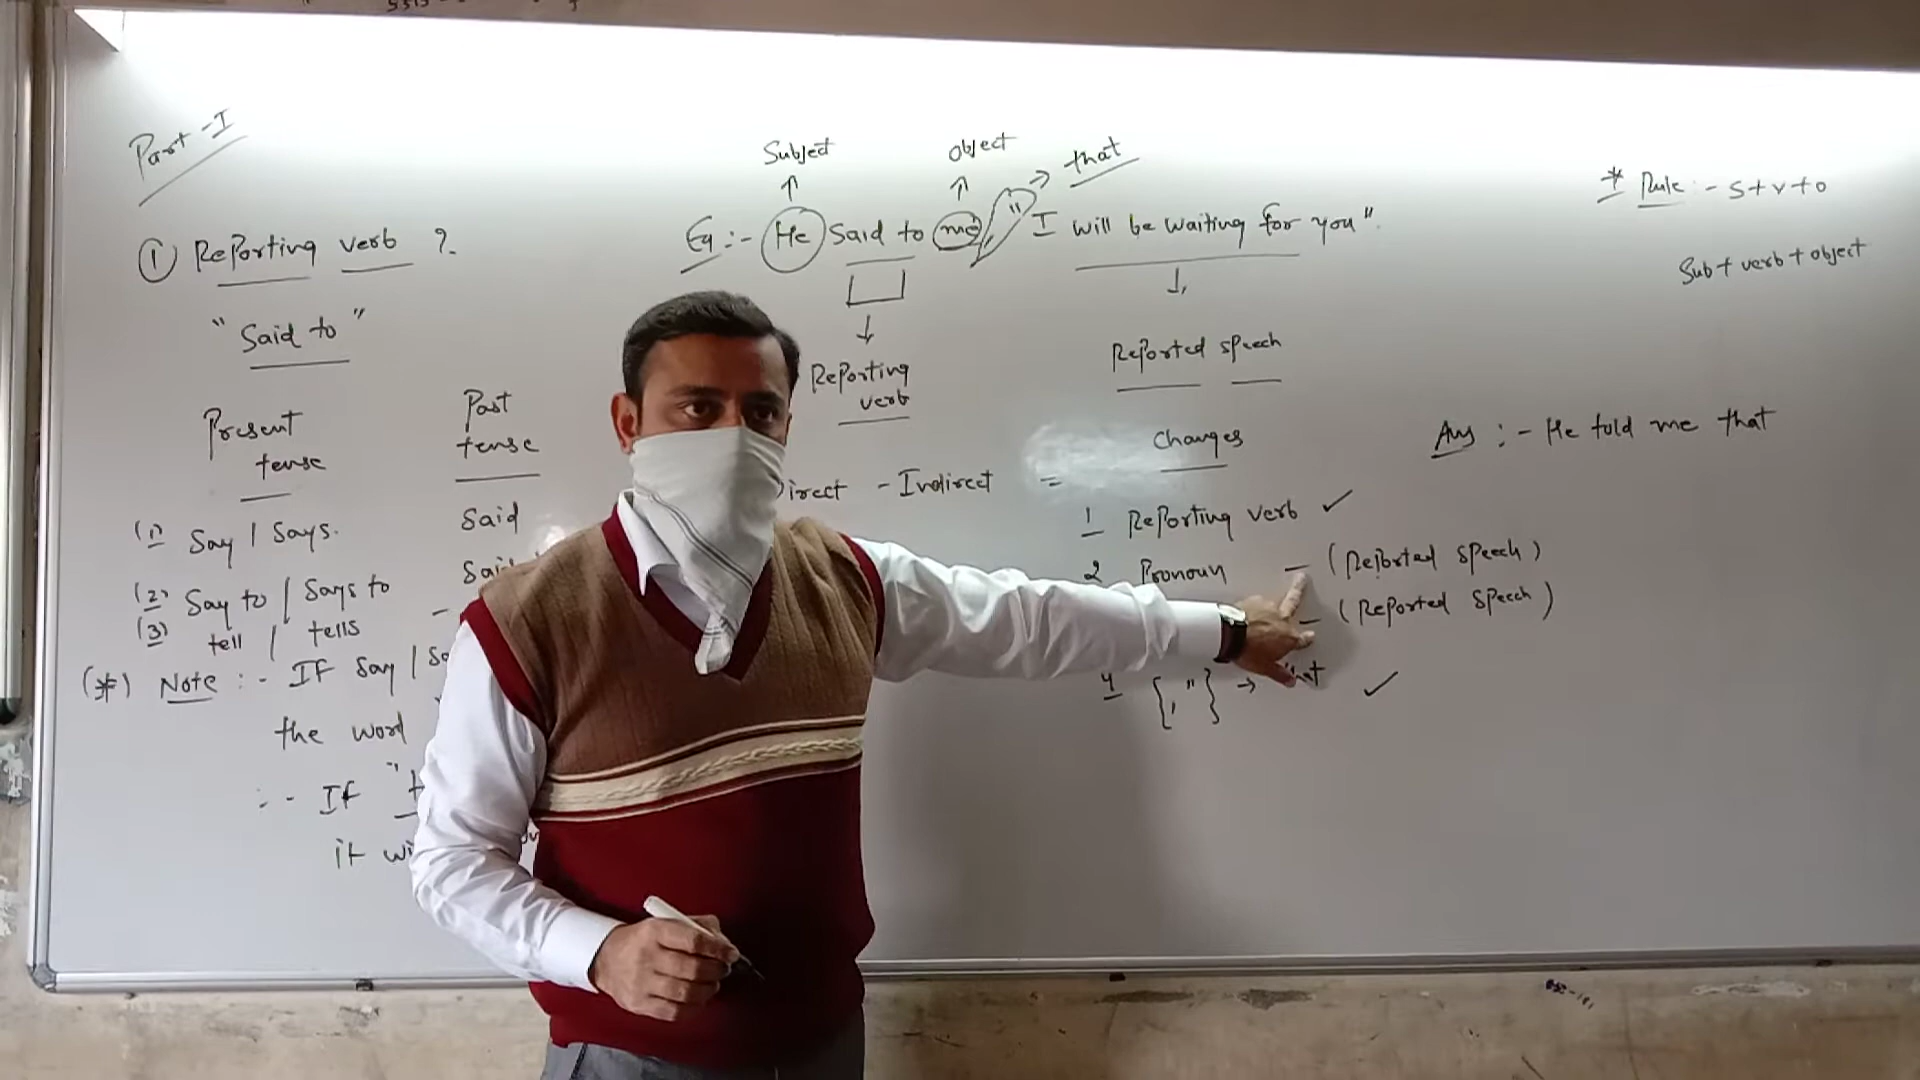 Part - I
① Reporting verb ?
" Said to "
Present tense
Past tense
(1) Say / Says.
Said
(2) Say to / Says to
(3) tell / tells
(*) Note :- If say /
the word
:- If "
it
Subject
object
that
Eg :- He Said to me, " I will be waiting for you".
Reporting verb
Reported speech
Changes
Direct - Indirect =
1 Reporting verb ✓
2 Pronoun - (Reported speech)
- (Reported speech)
4 { , " } → ✓
* Rule :- S+V+O
Sub + verb + object
Ans :- He told me that